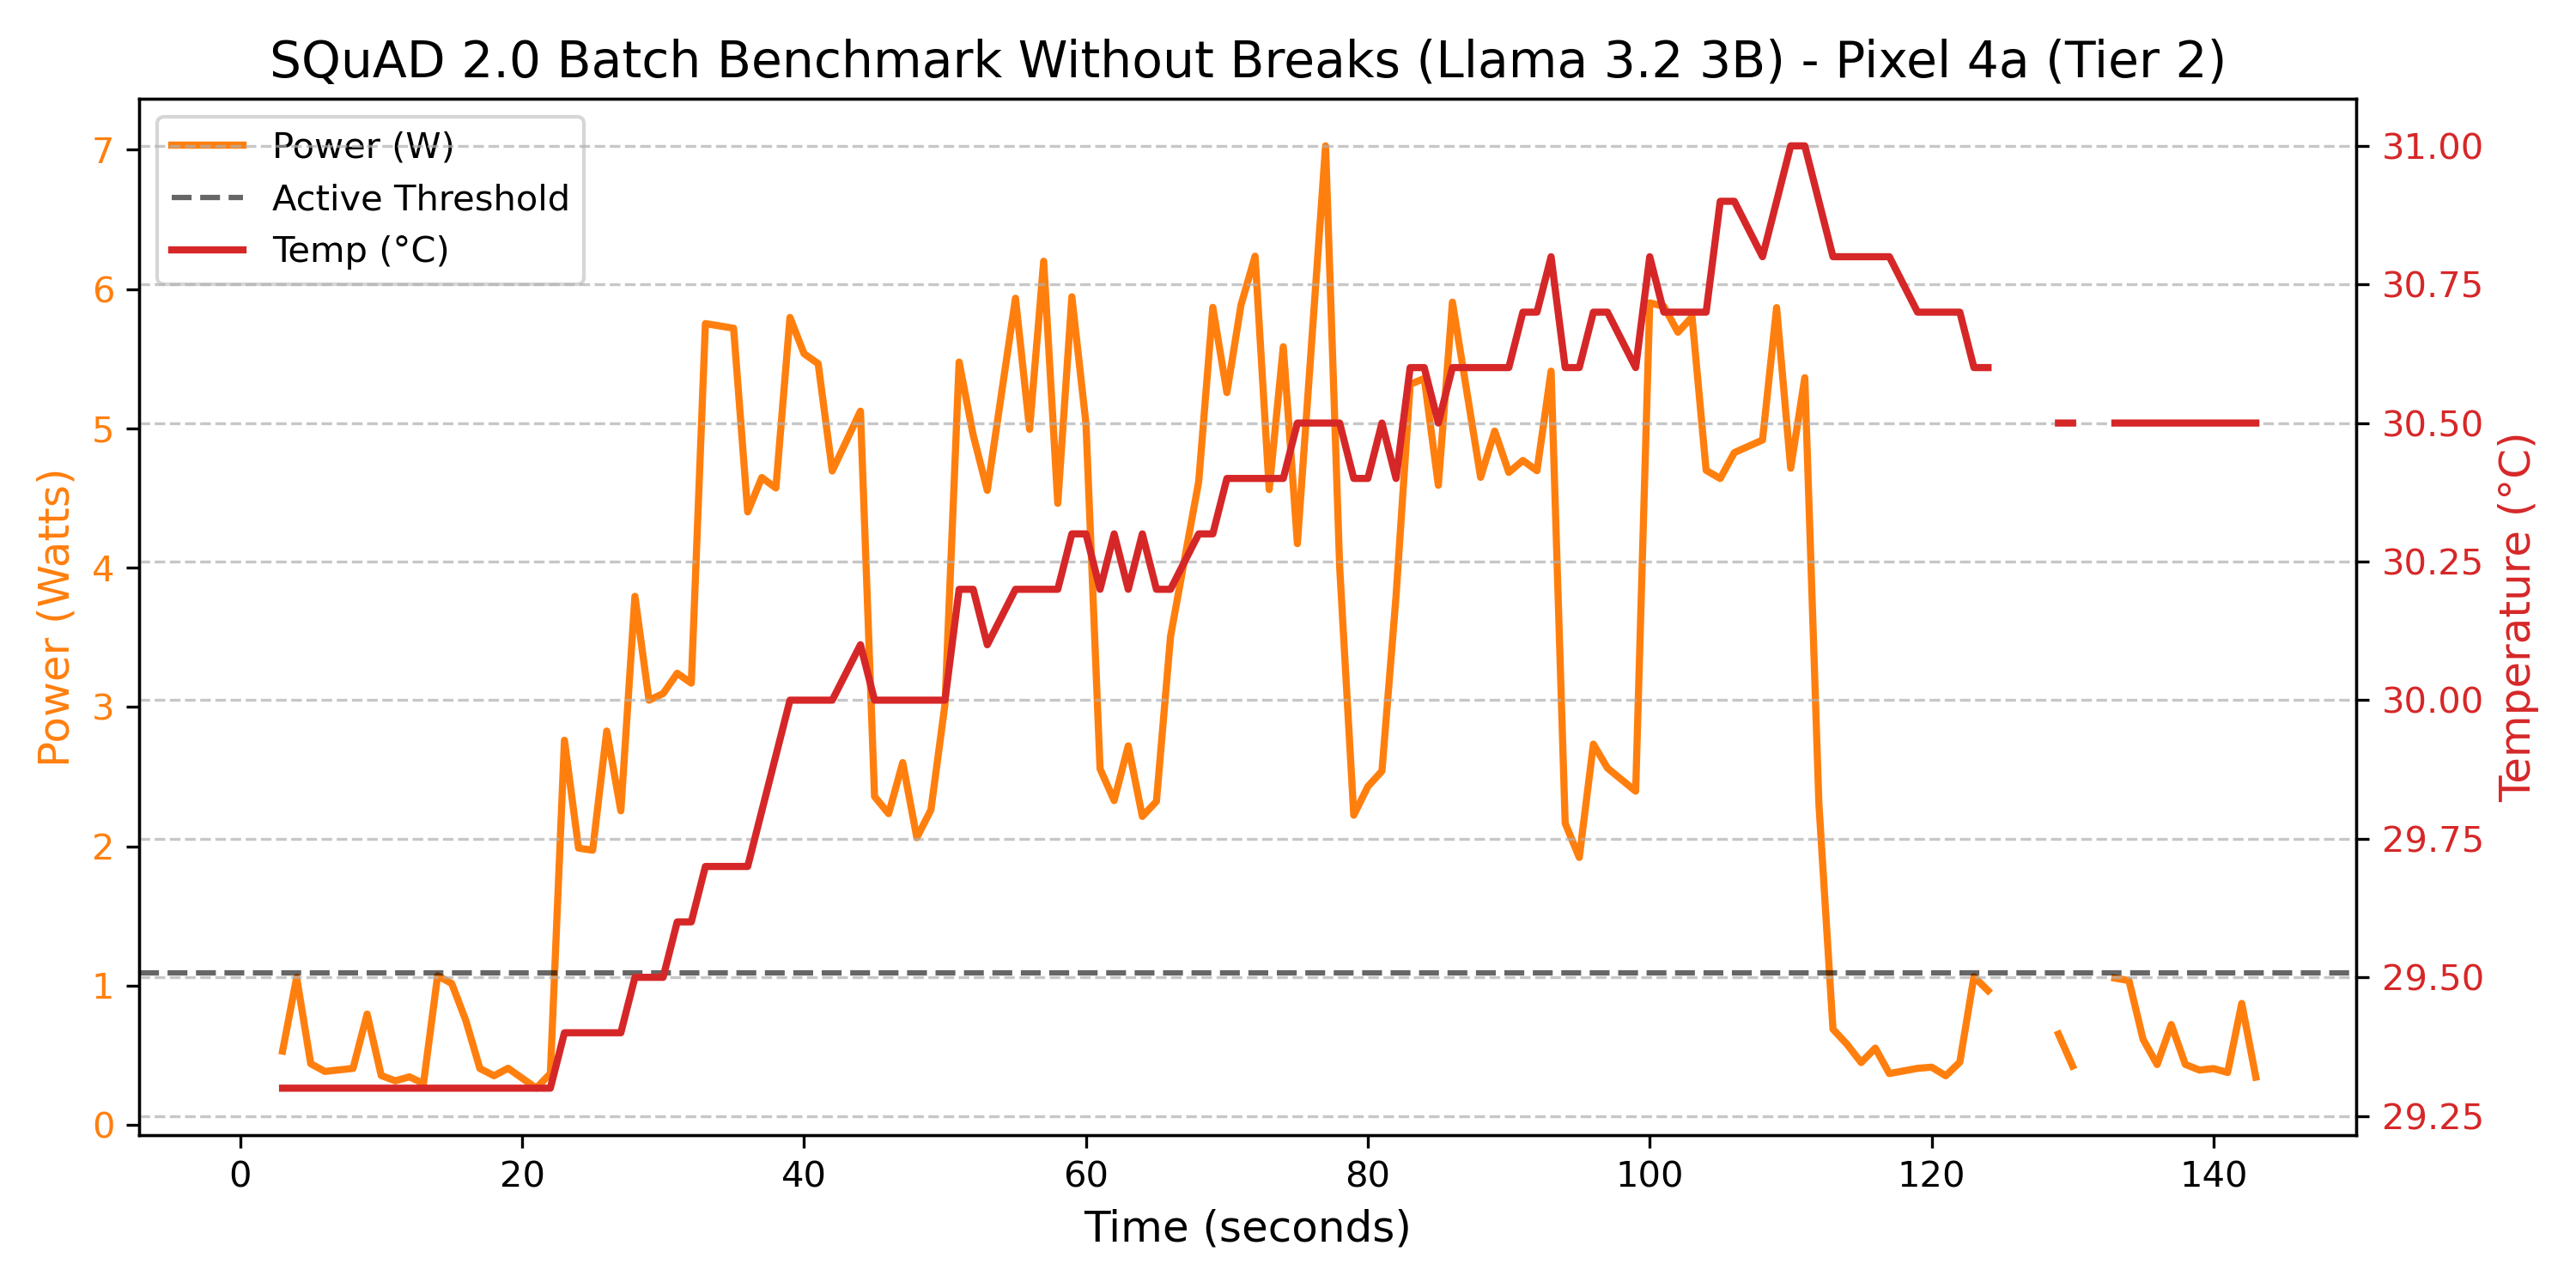 SQuAD 2.0 Batch Benchmark Without Breaks (Llama 3.2 3B) - Pixel 4a (Tier 2)
Power (W)
Active Threshold
Temp (°C)
Power (Watts)
7
6
5
4
3
2
1
0
31.00
30.75
30.50
30.25
30.00
29.75
29.50
29.25
Temperature (°C)
0 20 40 60 80 100 120 140
Time (seconds)